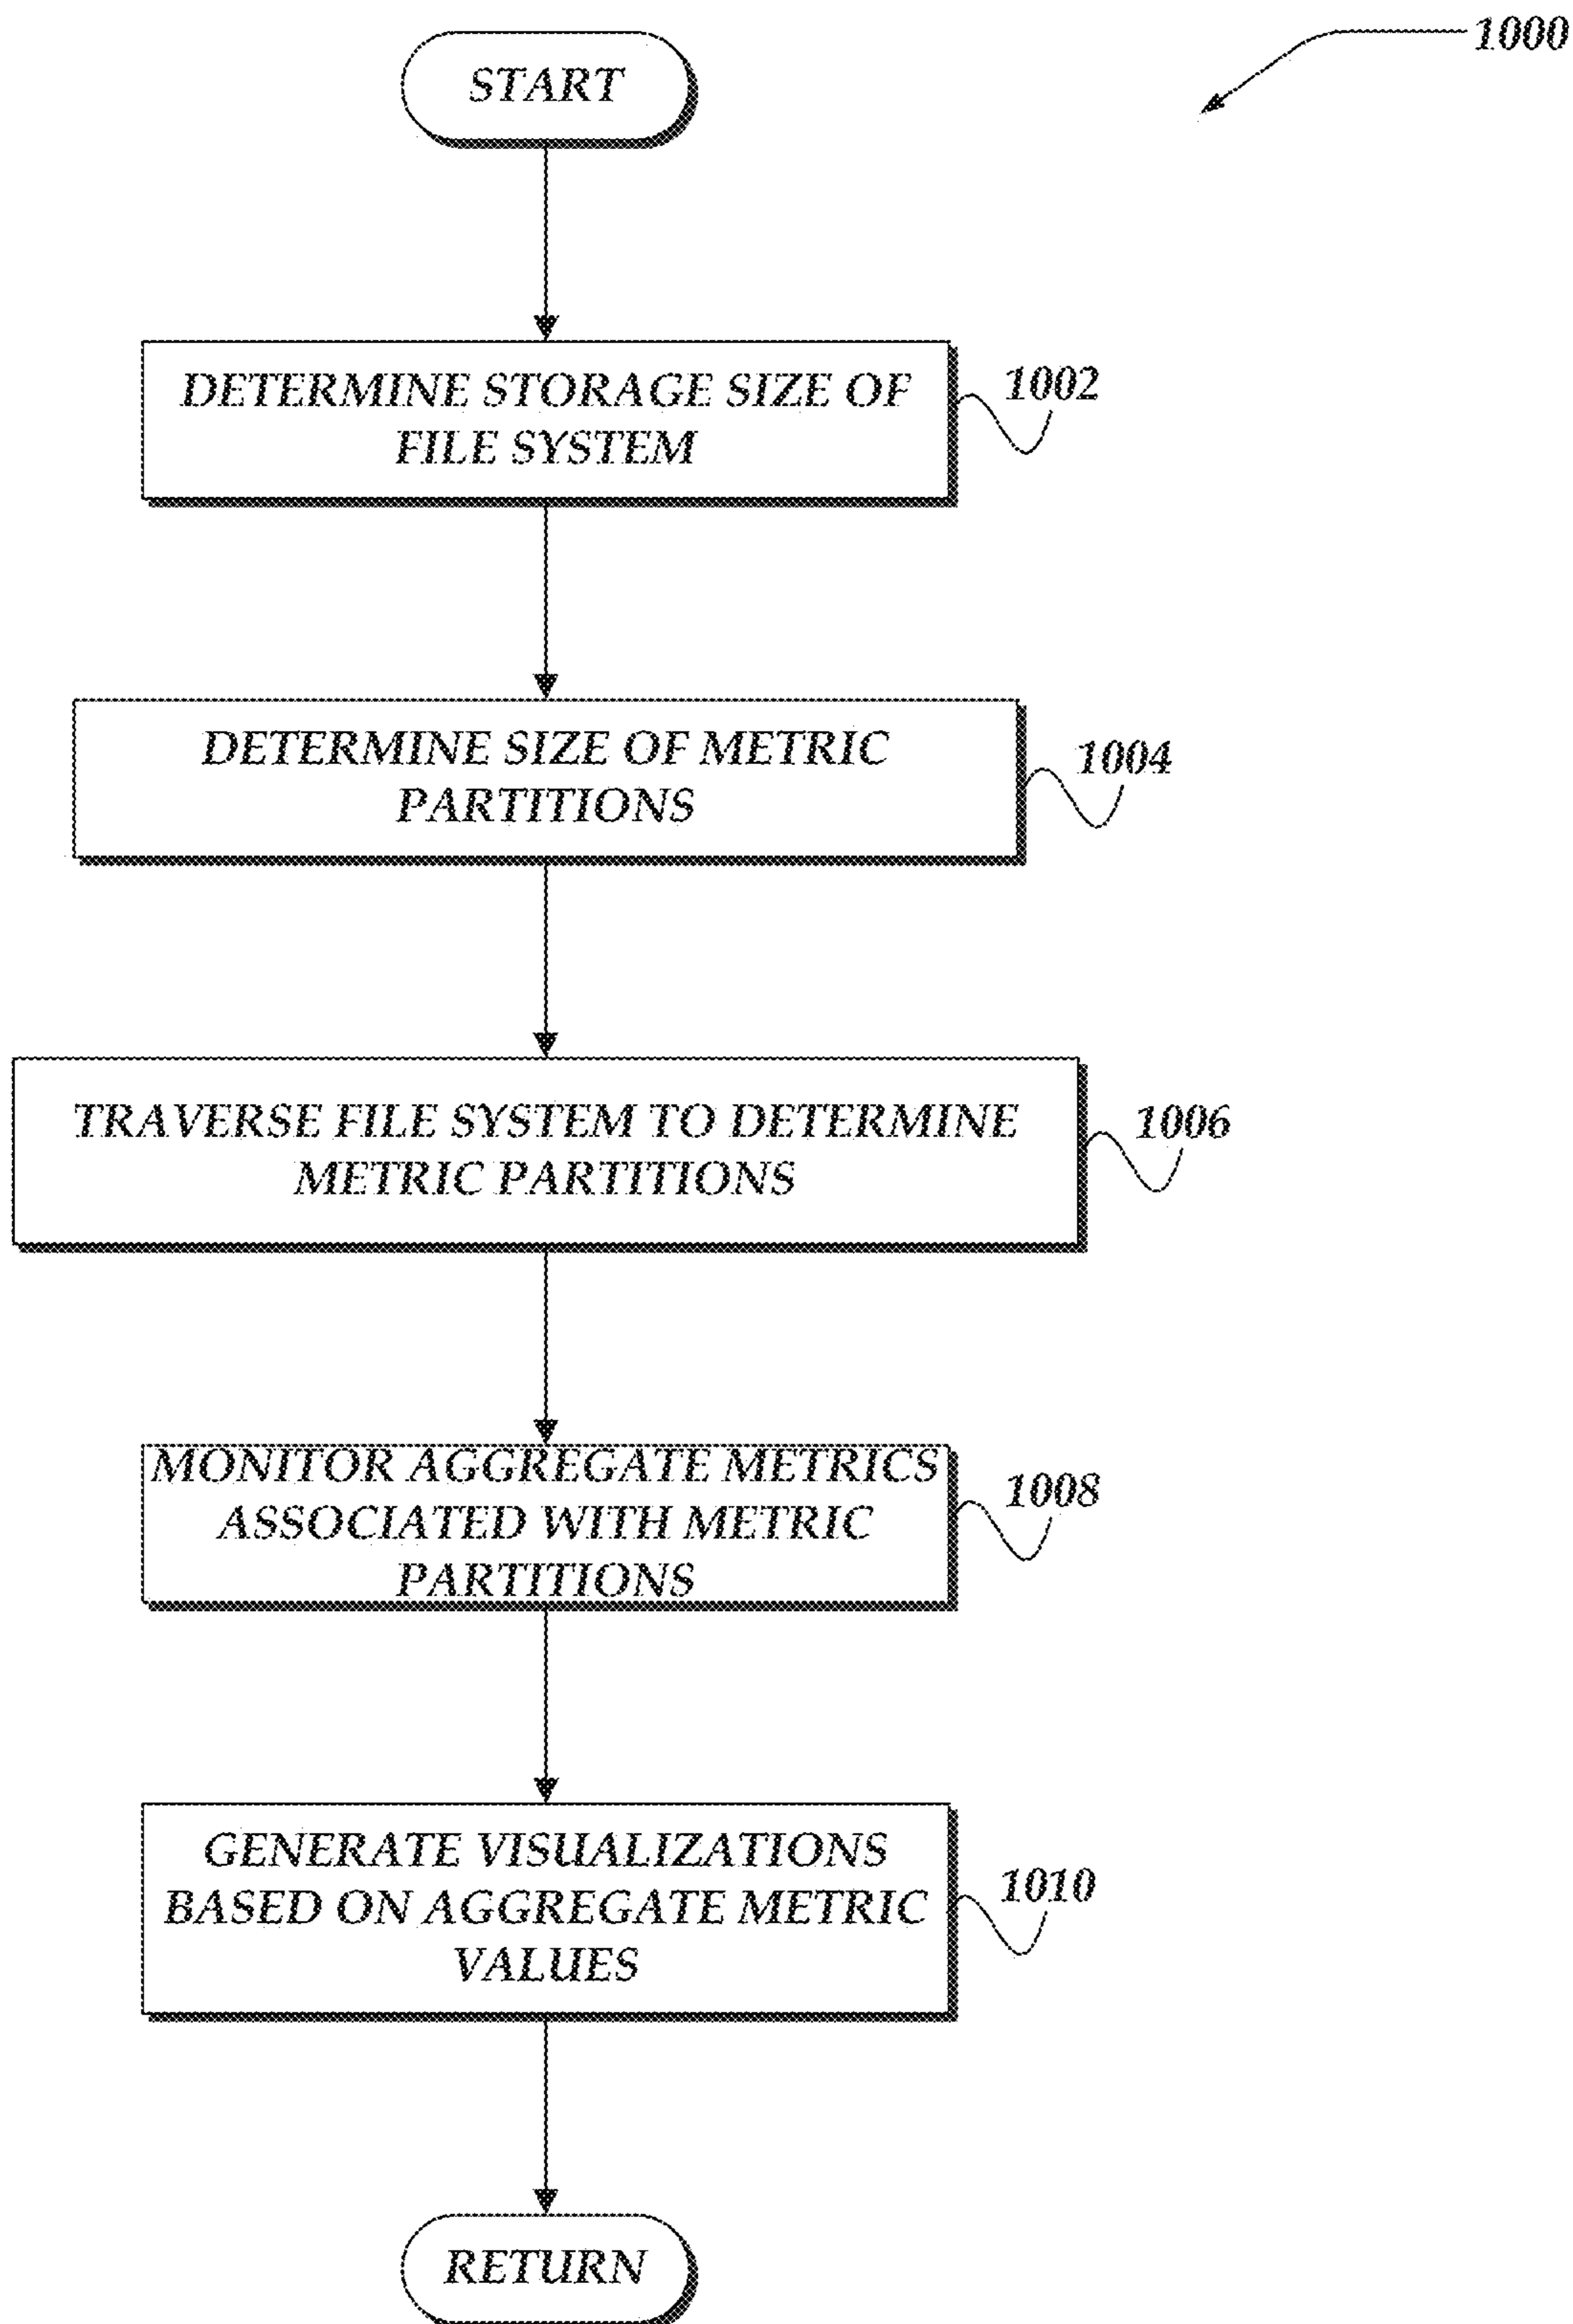 1000
START
DETERMINE STORAGE SIZE OF
FILE SYSTEM
1002
DETERMINE SIZE OF METRIC
PARTITIONS
1004
TRAVERSE FILE SYSTEM TO DETERMINE
METRIC PARTITIONS
1006
MONITOR AGGREGATE METRICS
ASSOCIATED WITH METRIC
PARTITIONS
1008
GENERATE VISUALIZATIONS
BASED ON AGGREGATE METRIC
VALUES
1010
RETURN